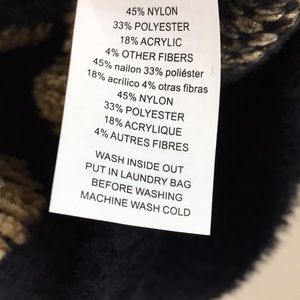 45% NYLON
33% POLYESTER
18% ACRYLIC
4% OTHER FIBERS
45% nailon 33% poliéster
18% acrílico 4% otras fibras
45% NYLON
33% POLYESTER
18% ACRYLIQUE
4% AUTRES FIBRES
WASH INSIDE OUT
PUT IN LAUNDRY BAG
BEFORE WASHING
MACHINE WASH COLD